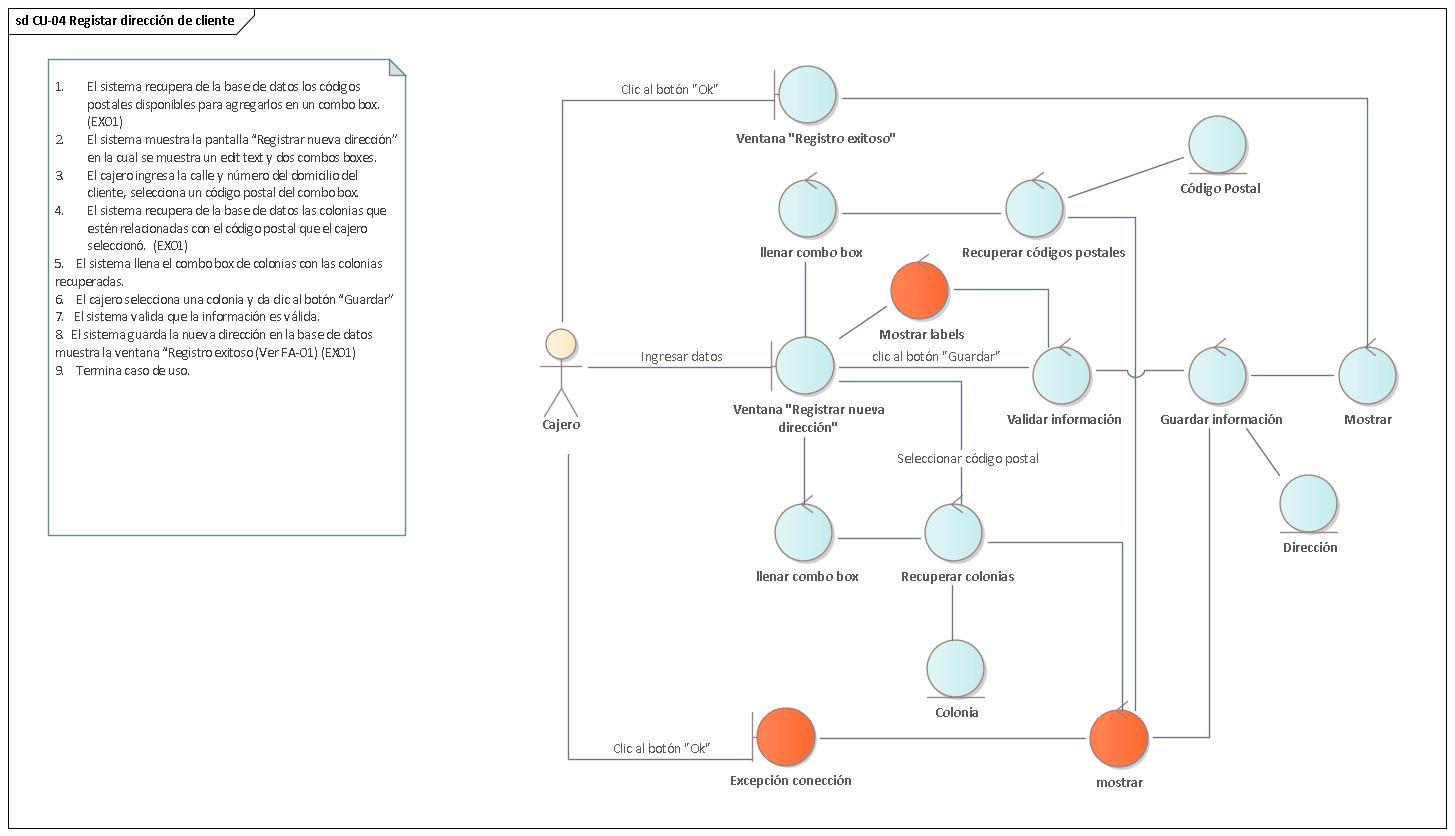 sd CU-04 Registar dirección de cliente
1. El sistema recupera de la base de datos los códigos
postales disponibles para agregarlos en un combo box.
(EX01)
2. El sistema muestra la pantalla “Registrar nueva dirección”
en la cual se muestra un edit text y dos combos boxes.
3. El cajero ingresa la calle y número del domicilio del
cliente, selecciona un código postal del combo box.
4. El sistema recupera de la base de datos las colonias que
estén relacionadas con el código postal que el cajero
seleccionó. (EX01)
5. El sistema llena el combo box de colonias con las colonias
recuperadas.
6. El cajero selecciona una colonia y da clic al botón “Guardar”
7. El sistema valida que la información es válida.
8. El sistema guarda la nueva dirección en la base de datos
muestra la ventana “Registro exitoso (Ver FA-01) (EX01)
9. Termina caso de uso.
Clic al botón "Ok"
Ventana "Registro exitoso"
Código Postal
llenar combo box
Recuperar códigos postales
Mostrar labels
Ingresar datos
clic al botón "Guardar"
Cajero
Ventana "Registrar nueva
dirección"
Validar información
Guardar información
Mostrar
Seleccionar código postal
Dirección
llenar combo box
Recuperar colonias
Colonia
Clic al botón "Ok"
Excepción conección
mostrar